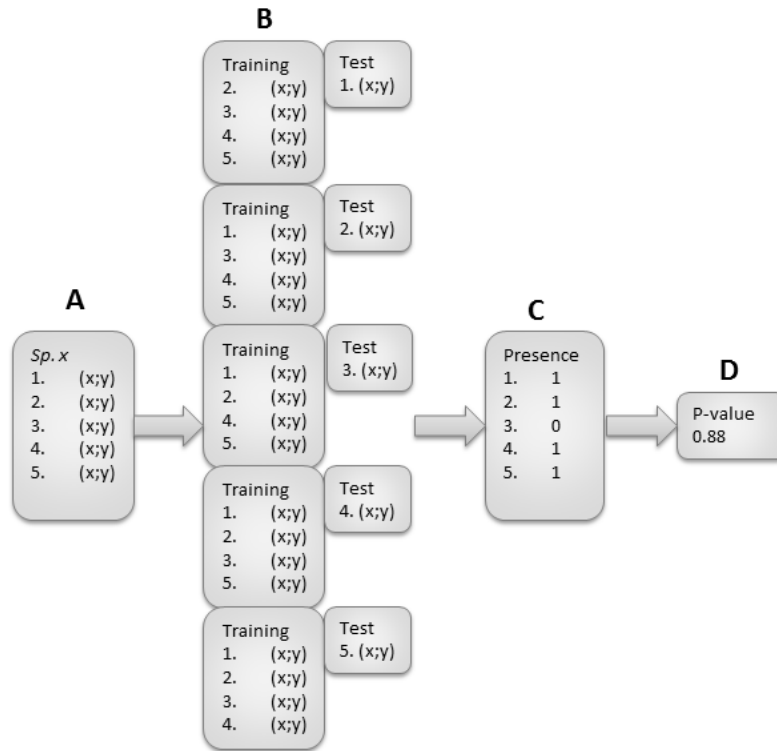 A
Sp. x
1. (x;y)
2. (x;y)
3. (x;y)
4. (x;y)
5. (x;y)
B
Training
2. (x;y)
3. (x;y)
4. (x;y)
5. (x;y)
Test
1. (x;y)
Training
1. (x;y)
3. (x;y)
4. (x;y)
5. (x;y)
Test
2. (x;y)
Training
1. (x;y)
2. (x;y)
4. (x;y)
5. (x;y)
Test
3. (x;y)
Training
1. (x;y)
2. (x;y)
3. (x;y)
5. (x;y)
Test
4. (x;y)
Training
1. (x;y)
2. (x;y)
3. (x;y)
4. (x;y)
Test
5. (x;y)
C
Presence
1. 1
2. 1
3. 0
4. 1
5. 1
D
P-value
0.88